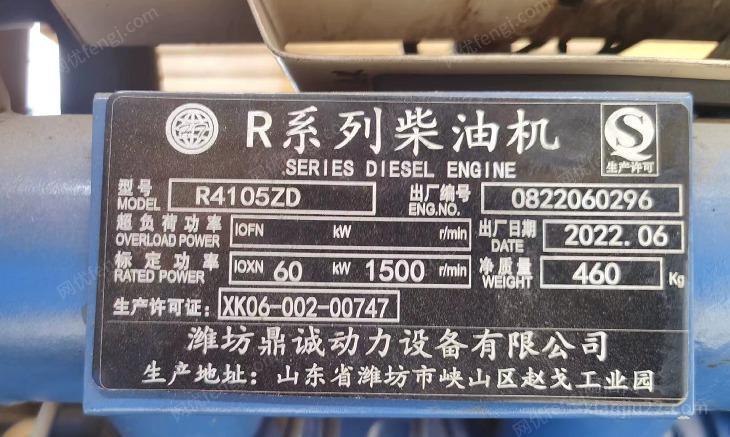 R系列柴油机
SERIES DIESEL ENGINE
生产许可
型号 R4105ZD 出厂编号 0822060296
MODEL ENG.NO.
超负荷功率 IOFN kW r/min 出厂日期 2022.06
OVERLOAD POWER DATE
标定功率 IOXN 60 kW 1500 r/min 净质量 460 Kg
RATED POWER WEIGHT
生产许可证: XK06-002-00747
潍坊鼎诚动力设备有限公司
生产地址: 山东省潍坊市峡山区赵戈工业园